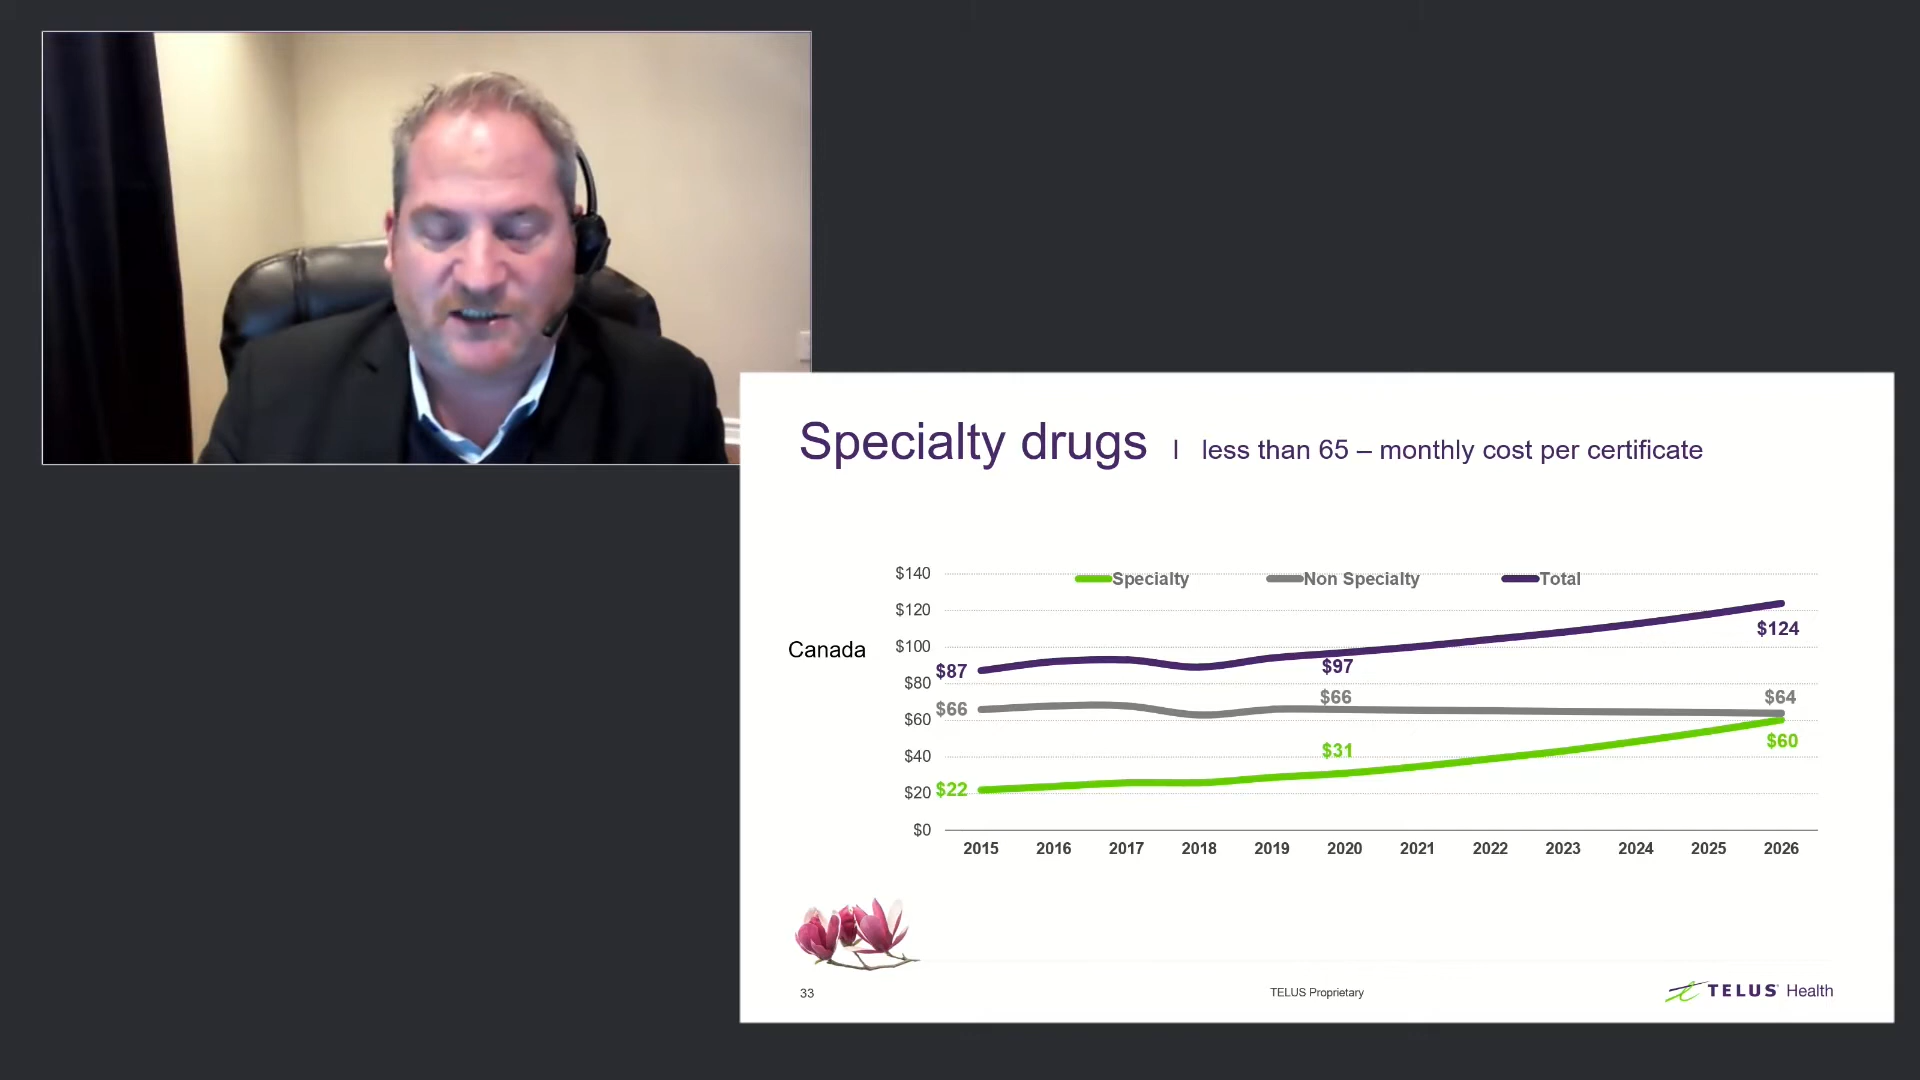 Specialty drugs | less than 65 – monthly cost per certificate
Specialty Non Specialty Total
Canada
$140
$120
$100
$80
$60
$40
$20
$0
$87 $97 $124
$66 $66 $64
$22 $31 $60
2015 2016 2017 2018 2019 2020 2021 2022 2023 2024 2025 2026
33 TELUS Proprietary TELUS Health